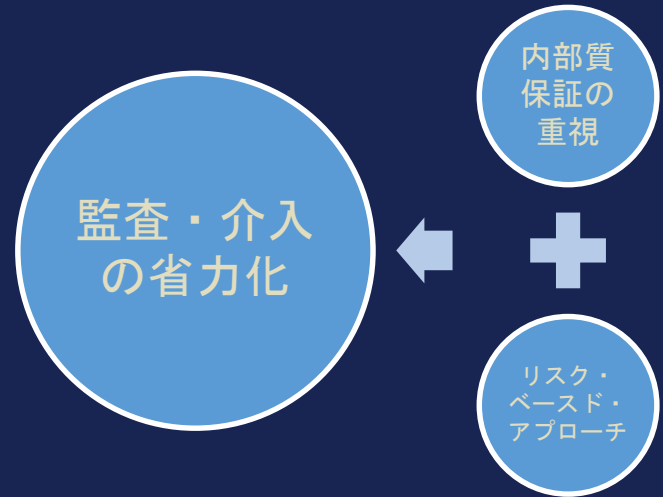 内部質
保証の
重視
監査・介入
の省力化
リスク・
ベースド・
アプローチ